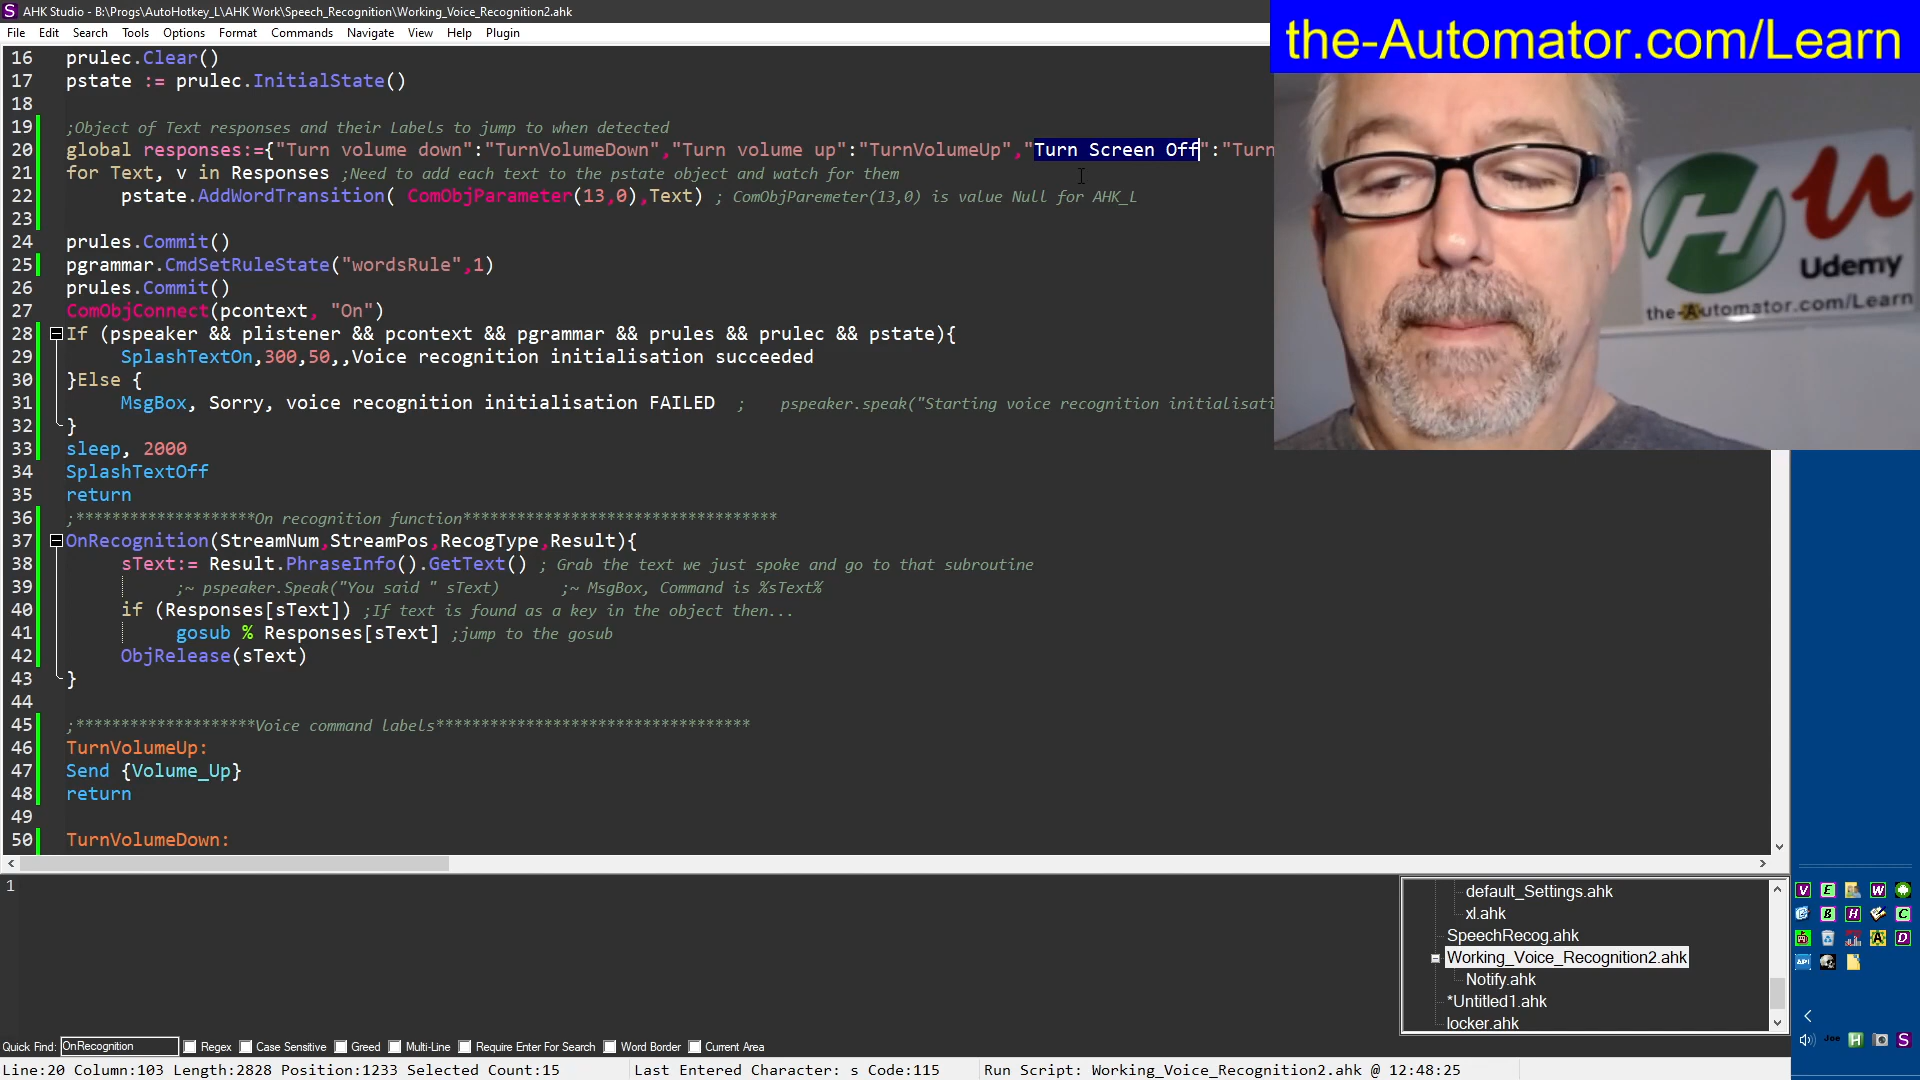 AHK Studio - B:\Progs\AutoHotkey_L\AHK Work\Speech_Recognition\Working_Voice_Recognition2.ahk
File Edit Search Tools Options Format Commands Navigate View Help Plugin
the-Automator.com/Learn
16 prulec.Clear()
17 pstate := prulec.InitialState()
18
19 ;Object of Text responses and their Labels to jump to when detected
20 global responses:={"Turn volume down":"TurnVolumeDown","Turn volume up":"TurnVolumeUp","Turn Screen Off":"Turn
21 for Text, v in Responses ;Need to add each text to the pstate object and watch for them
22 pstate.AddWordTransition( ComObjParameter(13,0),Text) ; ComObjParemeter(13,0) is value Null for AHK_L
23
24 prules.Commit()
25 pgrammar.CmdSetRuleState("wordsRule",1)
26 prules.Commit()
27 ComObjConnect(pcontext, "On")
28 If (pspeaker && plistener && pcontext && pgrammar && prules && prulec && pstate){
29 SplashTextOn,300,50,,Voice recognition initialisation succeeded
30 }Else {
31 MsgBox, Sorry, voice recognition initialisation FAILED ; pspeaker.speak("Starting voice recognition initialisati
32 }
33 sleep, 2000
34 SplashTextOff
35 return
36 ;********************On recognition function***********************************
37 OnRecognition(StreamNum,StreamPos,RecogType,Result){
38 sText:= Result.PhraseInfo().GetText() ; Grab the text we just spoke and go to that subroutine
39 ;~ pspeaker.Speak("You said " sText) ;~ MsgBox, Command is %sText%
40 if (Responses[sText]) ;If text is found as a key in the object then...
41 gosub % Responses[sText] ;jump to the gosub
42 ObjRelease(sText)
43 }
44
45 ;********************Voice command labels***********************************
46 TurnVolumeUp:
47 Send {Volume_Up}
48 return
49
50 TurnVolumeDown:
Udemy
the-Automator.com/Learn
1
default_Settings.ahk
xl.ahk
SpeechRecog.ahk
Working_Voice_Recognition2.ahk
Notify.ahk
*Untitled1.ahk
locker.ahk
Quick Find: OnRecognition Regex Case Sensitive Greed Multi-Line Require Enter For Search Word Border Current Area
Line:20 Column:103 Length:2828 Position:1233 Selected Count:15 Last Entered Character: s Code:115 Run Script: Working_Voice_Recognition2.ahk @ 12:48:25